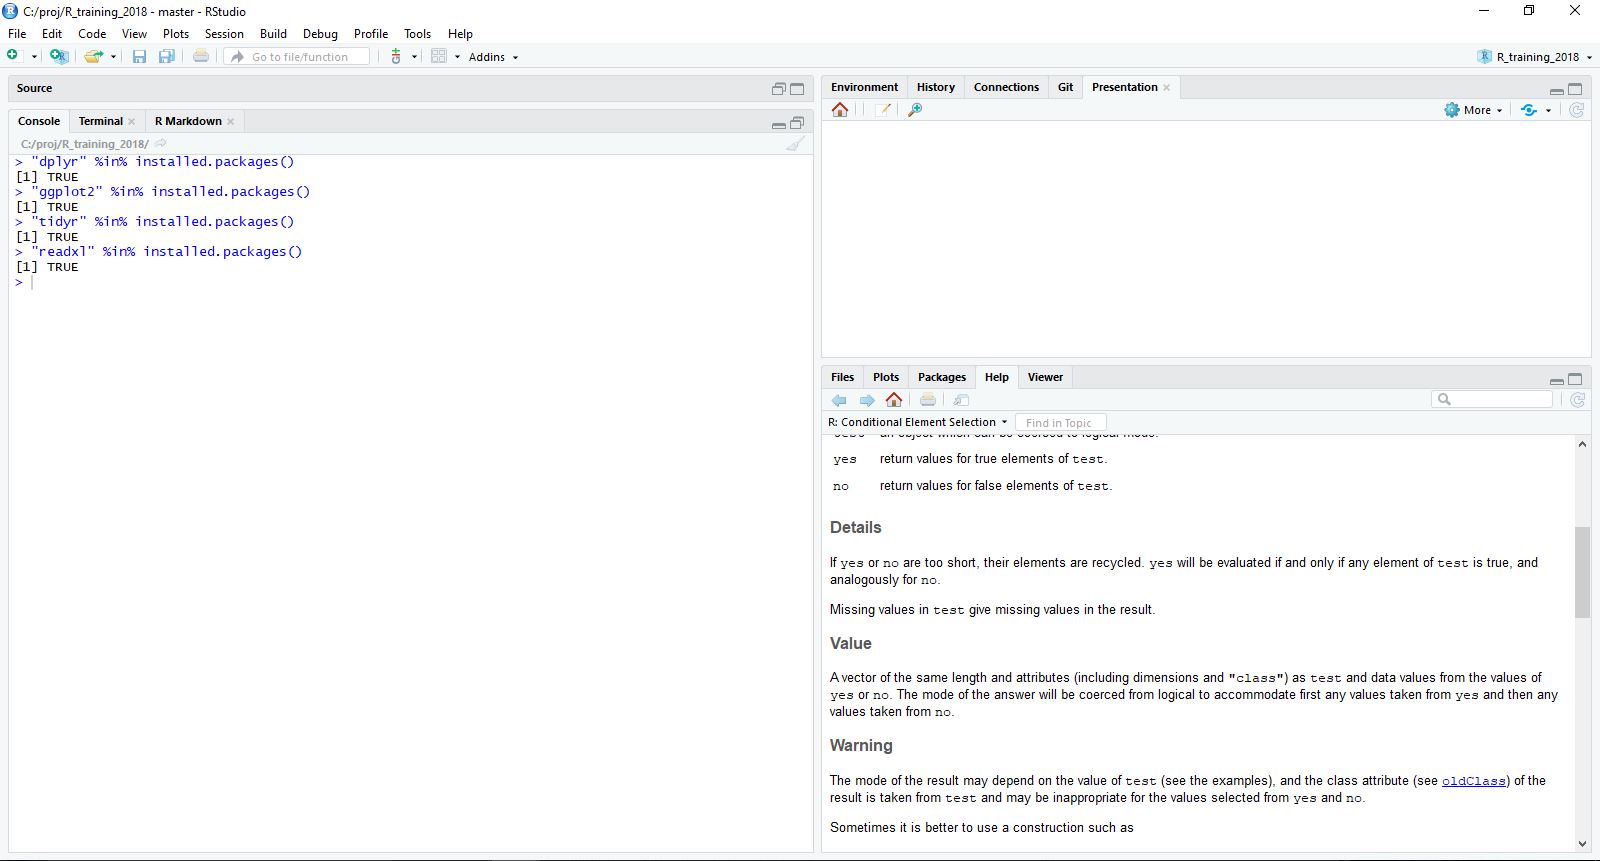 C:/proj/R_training_2018 - master - RStudio
File Edit Code View Plots Session Build Debug Profile Tools Help
Go to file/function Addins R_training_2018
Source
Console Terminal R Markdown
C:/proj/R_training_2018/
> "dplyr" %in% installed.packages()
[1] TRUE
> "ggplot2" %in% installed.packages()
[1] TRUE
> "tidyr" %in% installed.packages()
[1] TRUE
> "readxl" %in% installed.packages()
[1] TRUE
>
Environment History Connections Git Presentation
More
Files Plots Packages Help Viewer
R: Conditional Element Selection Find in Topic
test an object which can be coerced to logical mode.
yes return values for true elements of test.
no return values for false elements of test.
Details
If yes or no are too short, their elements are recycled. yes will be evaluated if and only if any element of test is true, and
analogously for no.
Missing values in test give missing values in the result.
Value
A vector of the same length and attributes (including dimensions and "class") as test and data values from the values of
yes or no. The mode of the answer will be coerced from logical to accommodate first any values taken from yes and then any
values taken from no.
Warning
The mode of the result may depend on the value of test (see the examples), and the class attribute (see oldClass) of the
result is taken from test and may be inappropriate for the values selected from yes and no.
Sometimes it is better to use a construction such as